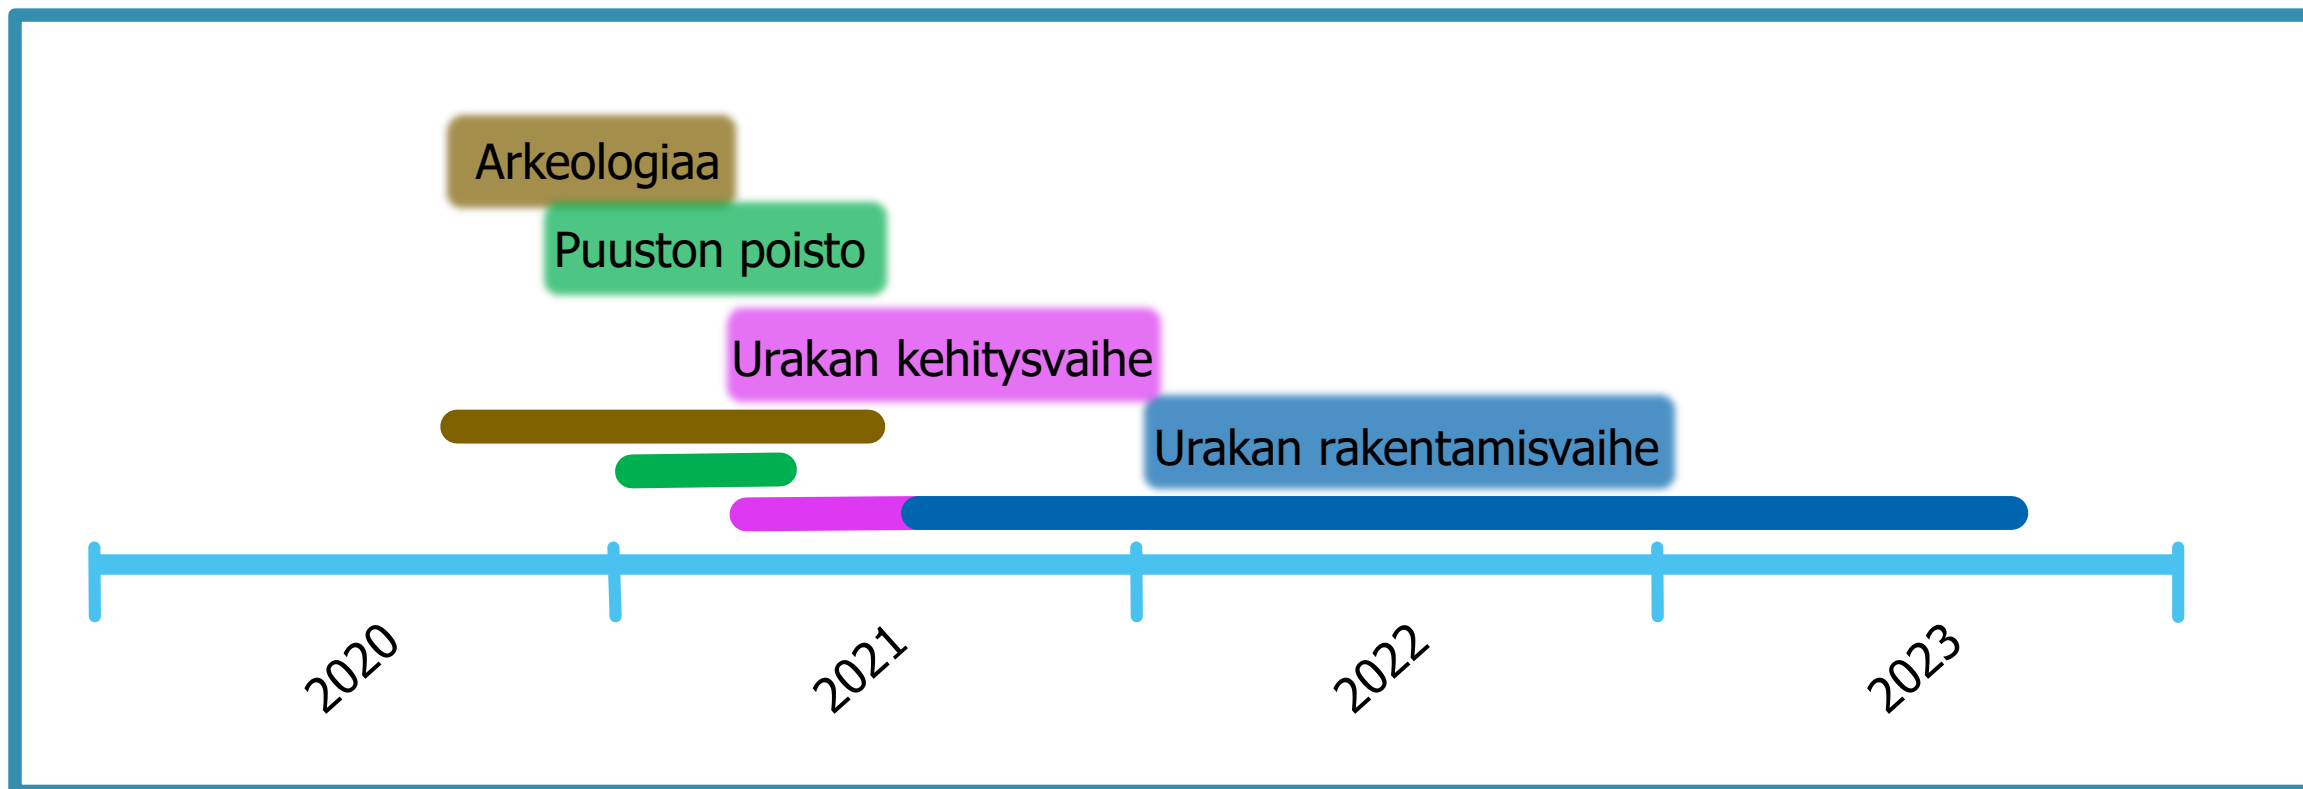 Arkeologiaa
Puuston poisto
Urakan kehitysvaihe
Urakan rakentamisvaihe
2020
2021
2022
2023